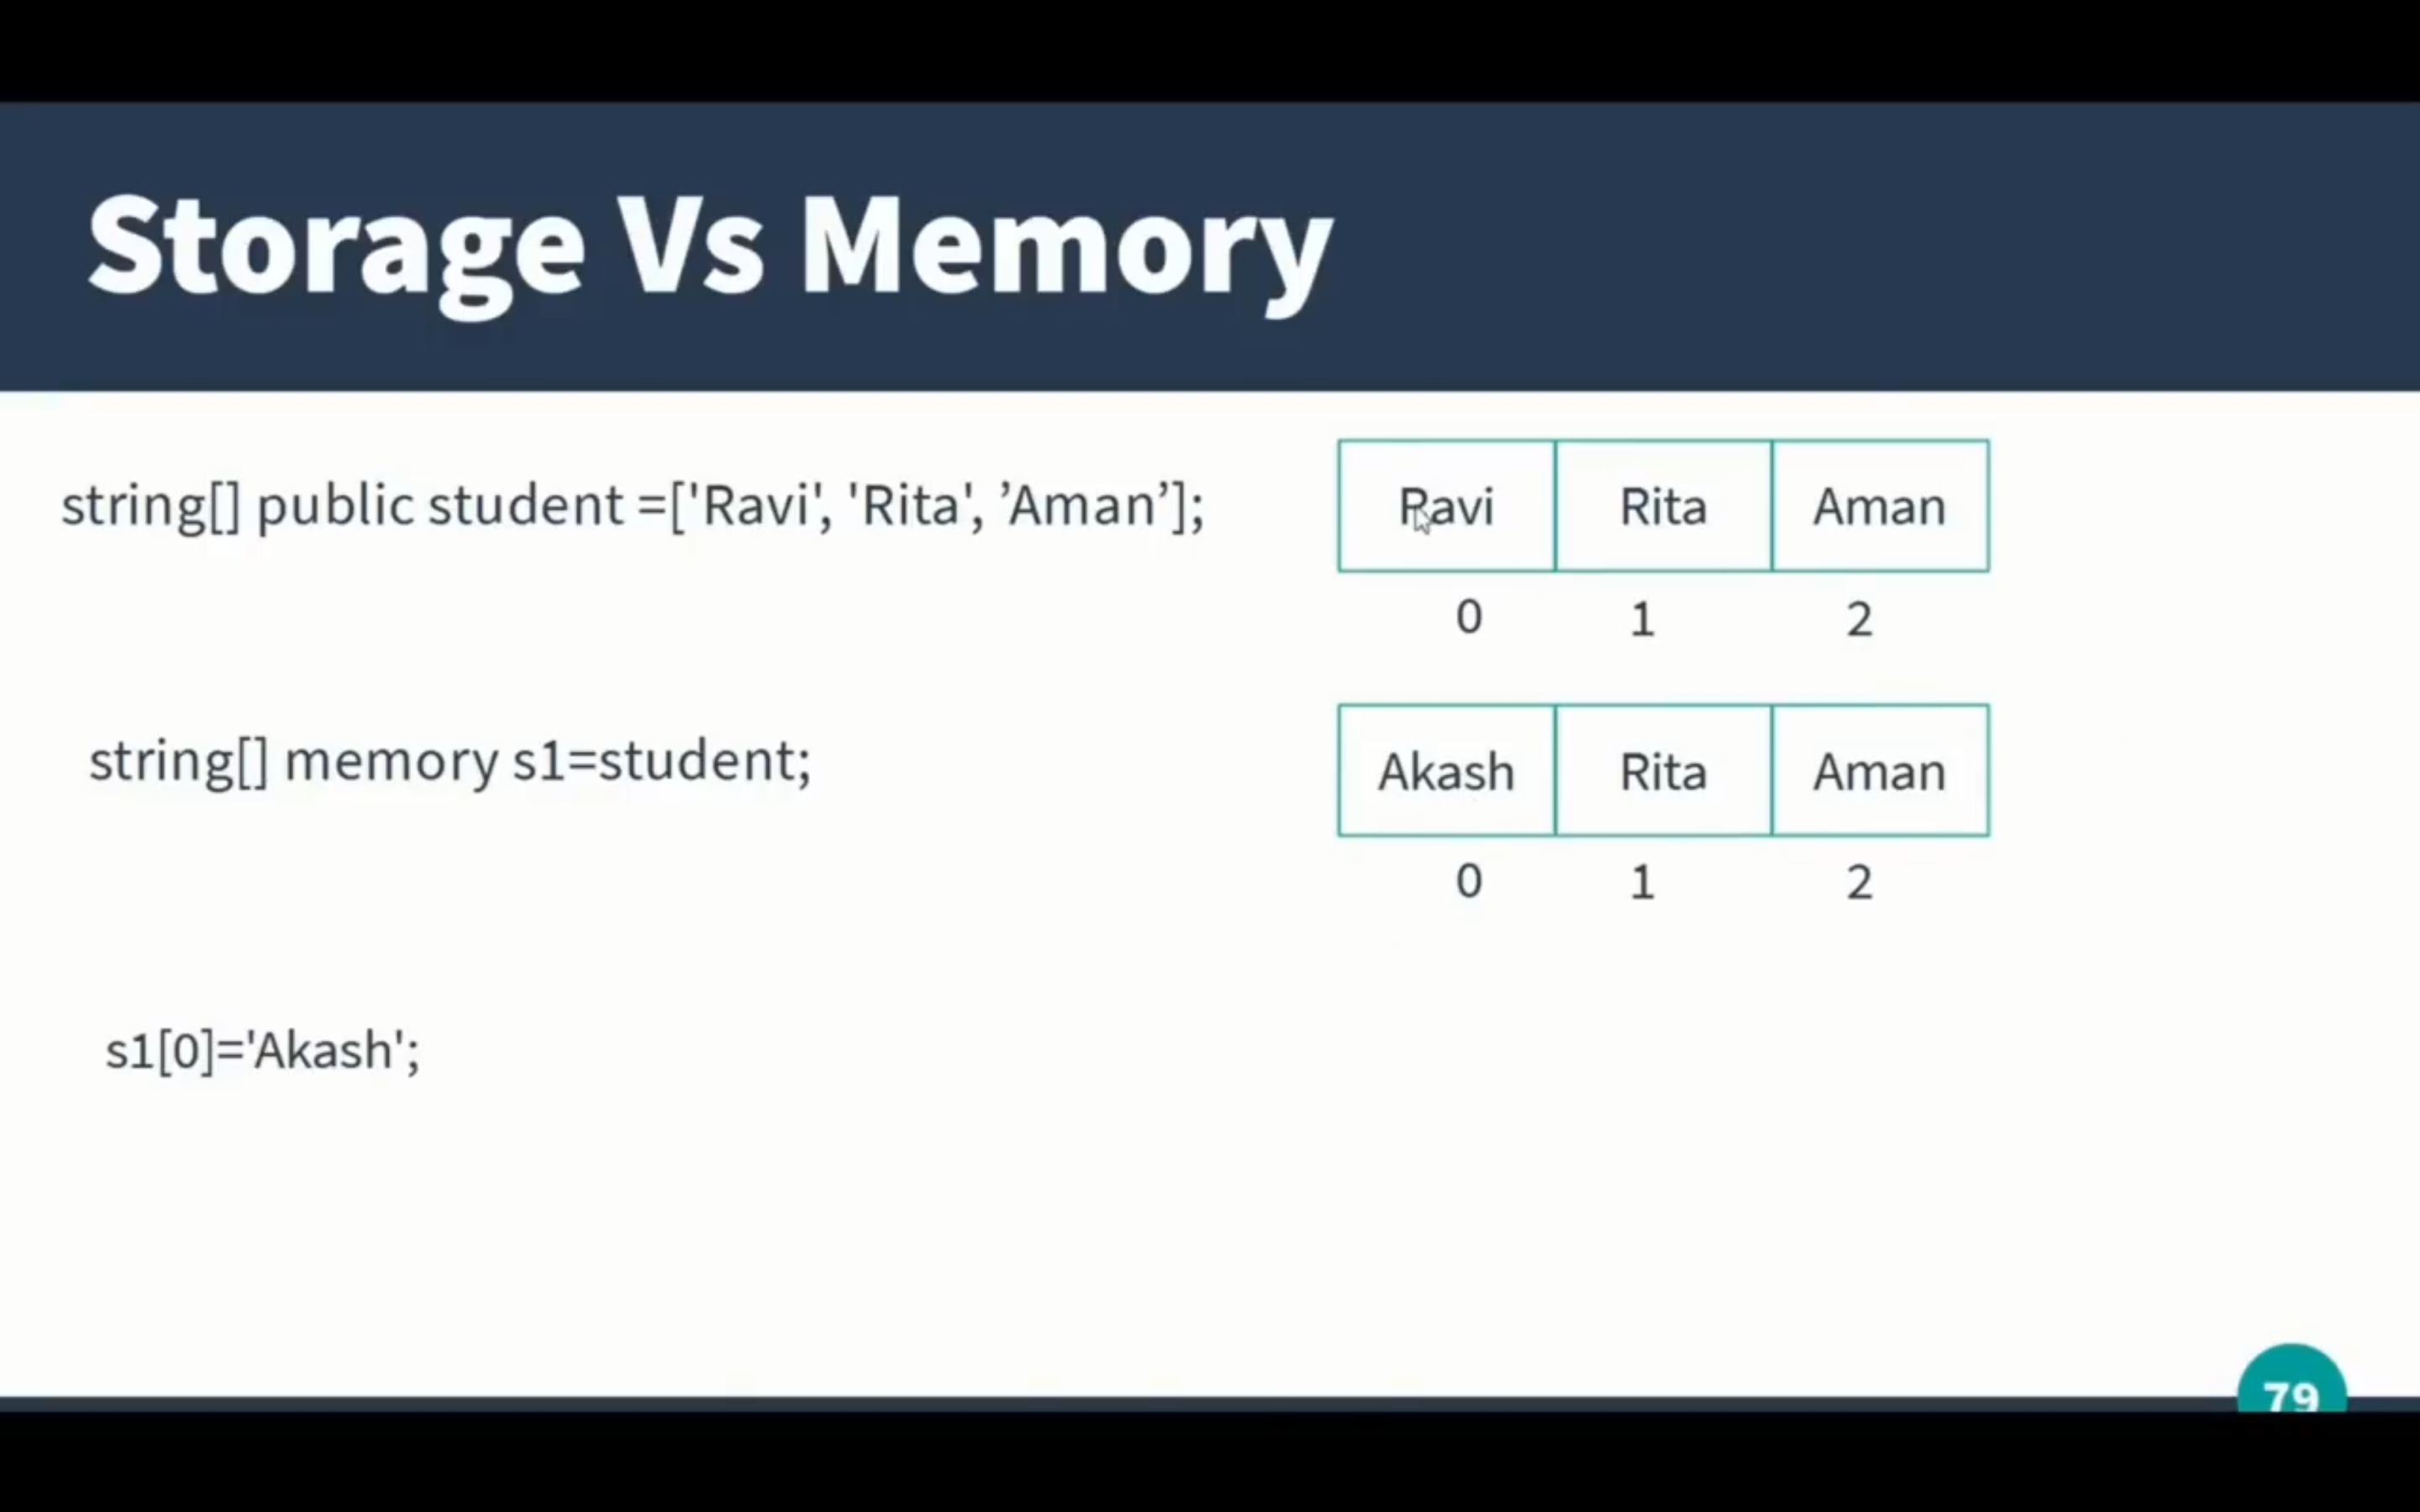 Storage Vs Memory
string[] public student =['Ravi', 'Rita', ’Aman’];
Ravi Rita Aman
0 1 2
string[] memory s1=student;
Akash Rita Aman
0 1 2
s1[0]='Akash';
79